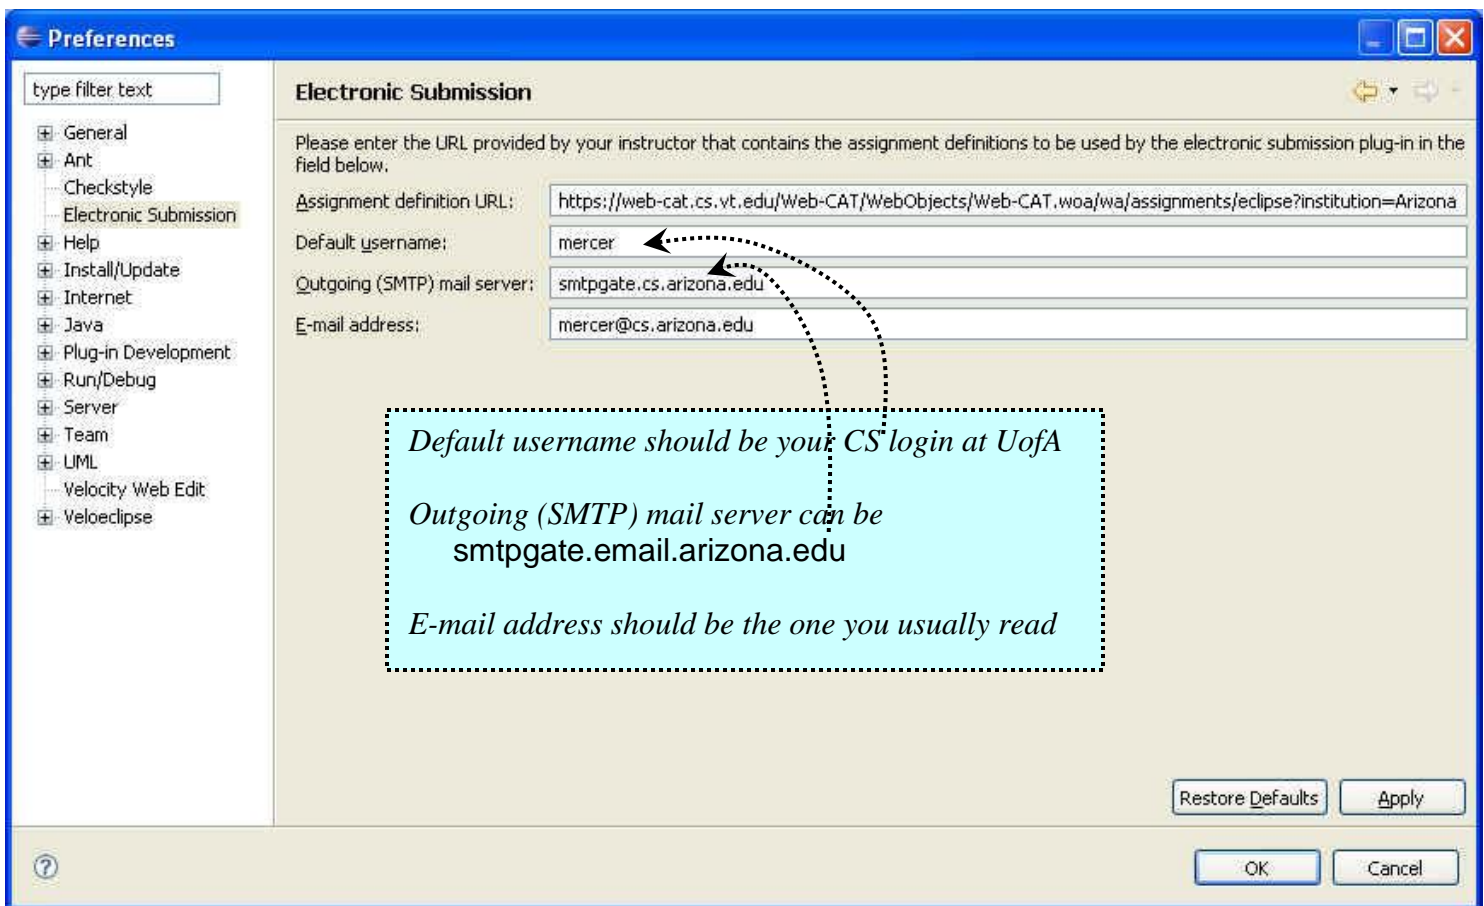 Preferences
type filter text
General
Ant
Checkstyle
Electronic Submission
Help
Install/Update
Internet
Java
Plug-in Development
Run/Debug
Server
Team
UML
Velocity Web Edit
Veloeclipse
Electronic Submission
Please enter the URL provided by your instructor that contains the assignment definitions to be used by the electronic submission plug-in in the
field below.
Assignment definition URL: https://web-cat.cs.vt.edu/Web-CAT/WebObjects/Web-CAT.woa/wa/assignments/eclipse?institution=Arizona
Default username: mercer
Outgoing (SMTP) mail server: smtpgate.cs.arizona.edu
E-mail address: mercer@cs.arizona.edu
Default username should be your CS login at UofA
Outgoing (SMTP) mail server can be
smtpgate.email.arizona.edu
E-mail address should be the one you usually read
Restore Defaults Apply
? OK Cancel